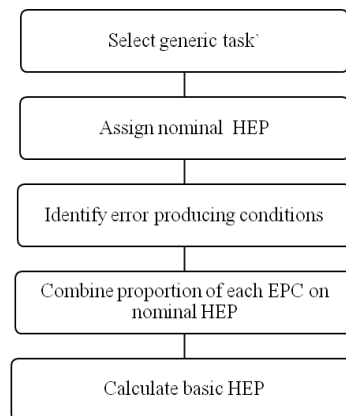 Select generic task`
Assign nominal HEP
Identify error producing conditions
Combine proportion of each EPC on
nominal HEP
Calculate basic HEP